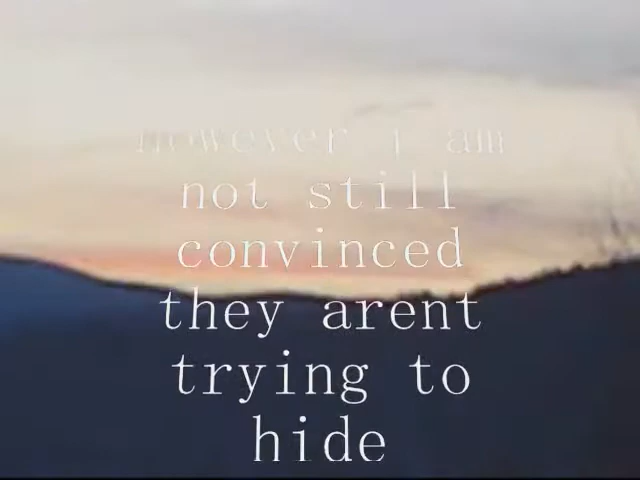 however i am
not still
convinced
they arent
trying to
hide